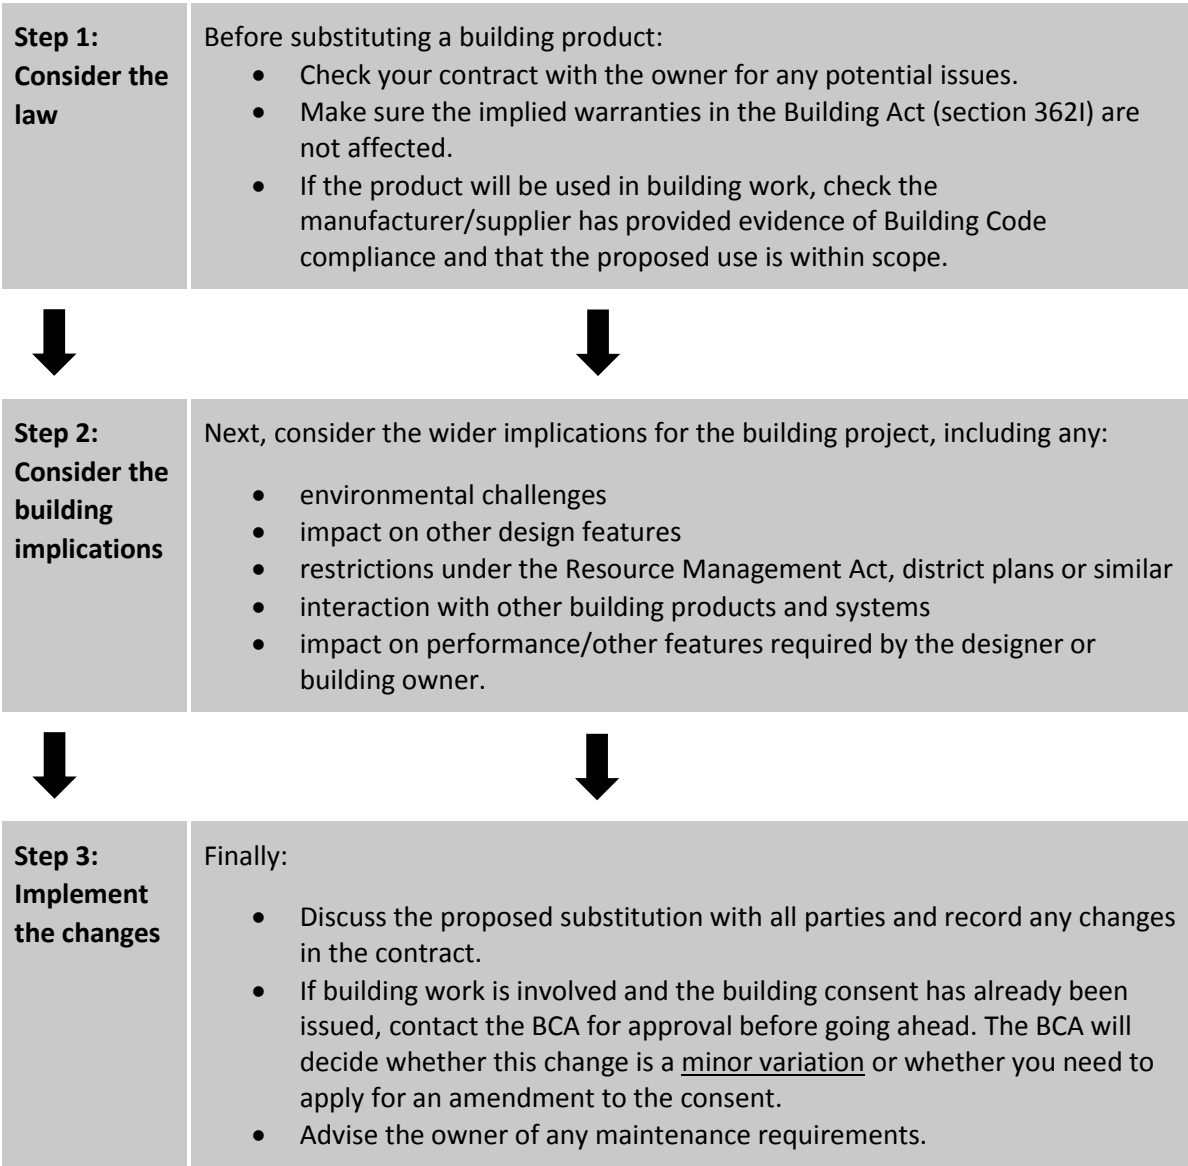 Step 1:
Consider the
law
Before substituting a building product:
• Check your contract with the owner for any potential issues.
• Make sure the implied warranties in the Building Act (section 362I) are
not affected.
• If the product will be used in building work, check the
manufacturer/supplier has provided evidence of Building Code
compliance and that the proposed use is within scope.
Step 2:
Consider the
building
implications
Next, consider the wider implications for the building project, including any:
• environmental challenges
• impact on other design features
• restrictions under the Resource Management Act, district plans or similar
• interaction with other building products and systems
• impact on performance/other features required by the designer or
building owner.
Step 3:
Implement
the changes
Finally:
• Discuss the proposed substitution with all parties and record any changes
in the contract.
• If building work is involved and the building consent has already been
issued, contact the BCA for approval before going ahead. The BCA will
decide whether this change is a minor variation or whether you need to
apply for an amendment to the consent.
• Advise the owner of any maintenance requirements.